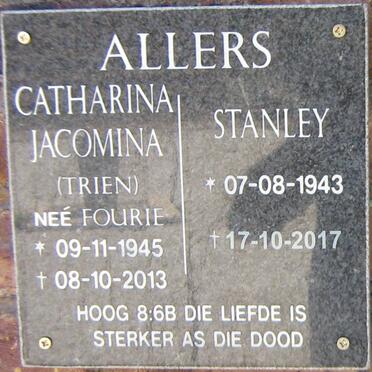 ALLERS
CATHARINA
JACOMINA
(TRIEN)
NEÉ FOURIE
* 09-11-1945
† 08-10-2013
STANLEY
* 07-08-1943
† 17-10-2017
HOOG 8:6B DIE LIEFDE IS
STERKER AS DIE DOOD